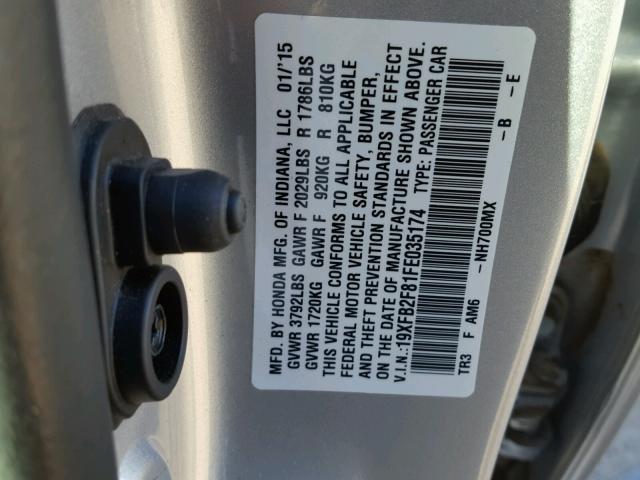 MFD. BY HONDA MFG. OF INDIANA, LLC 01/'15
GVWR 3792LBS GAWR F 2029LBS R 1786LBS
GVWR 1720KG GAWR F 920KG R 810KG
THIS VEHICLE CONFORMS TO ALL APPLICABLE
FEDERAL MOTOR VEHICLE SAFETY, BUMPER,
AND THEFT PREVENTION STANDARDS IN EFFECT
ON THE DATE OF MANUFACTURE SHOWN ABOVE.
V.I.N.:19XFB2F81FE035174 TYPE: PASSENGER CAR
TR3 F AM6 -NH700MX -B -E